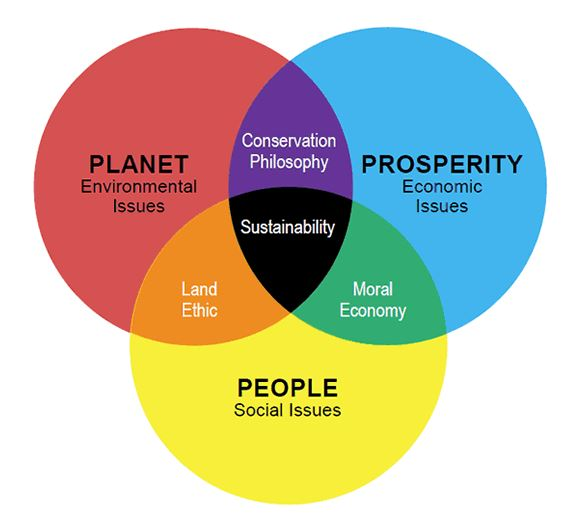 Conservation
Philosophy
PLANET
Environmental
Issues
PROSPERITY
Economic
Issues
Sustainability
Land
Ethic
Moral
Economy
PEOPLE
Social Issues